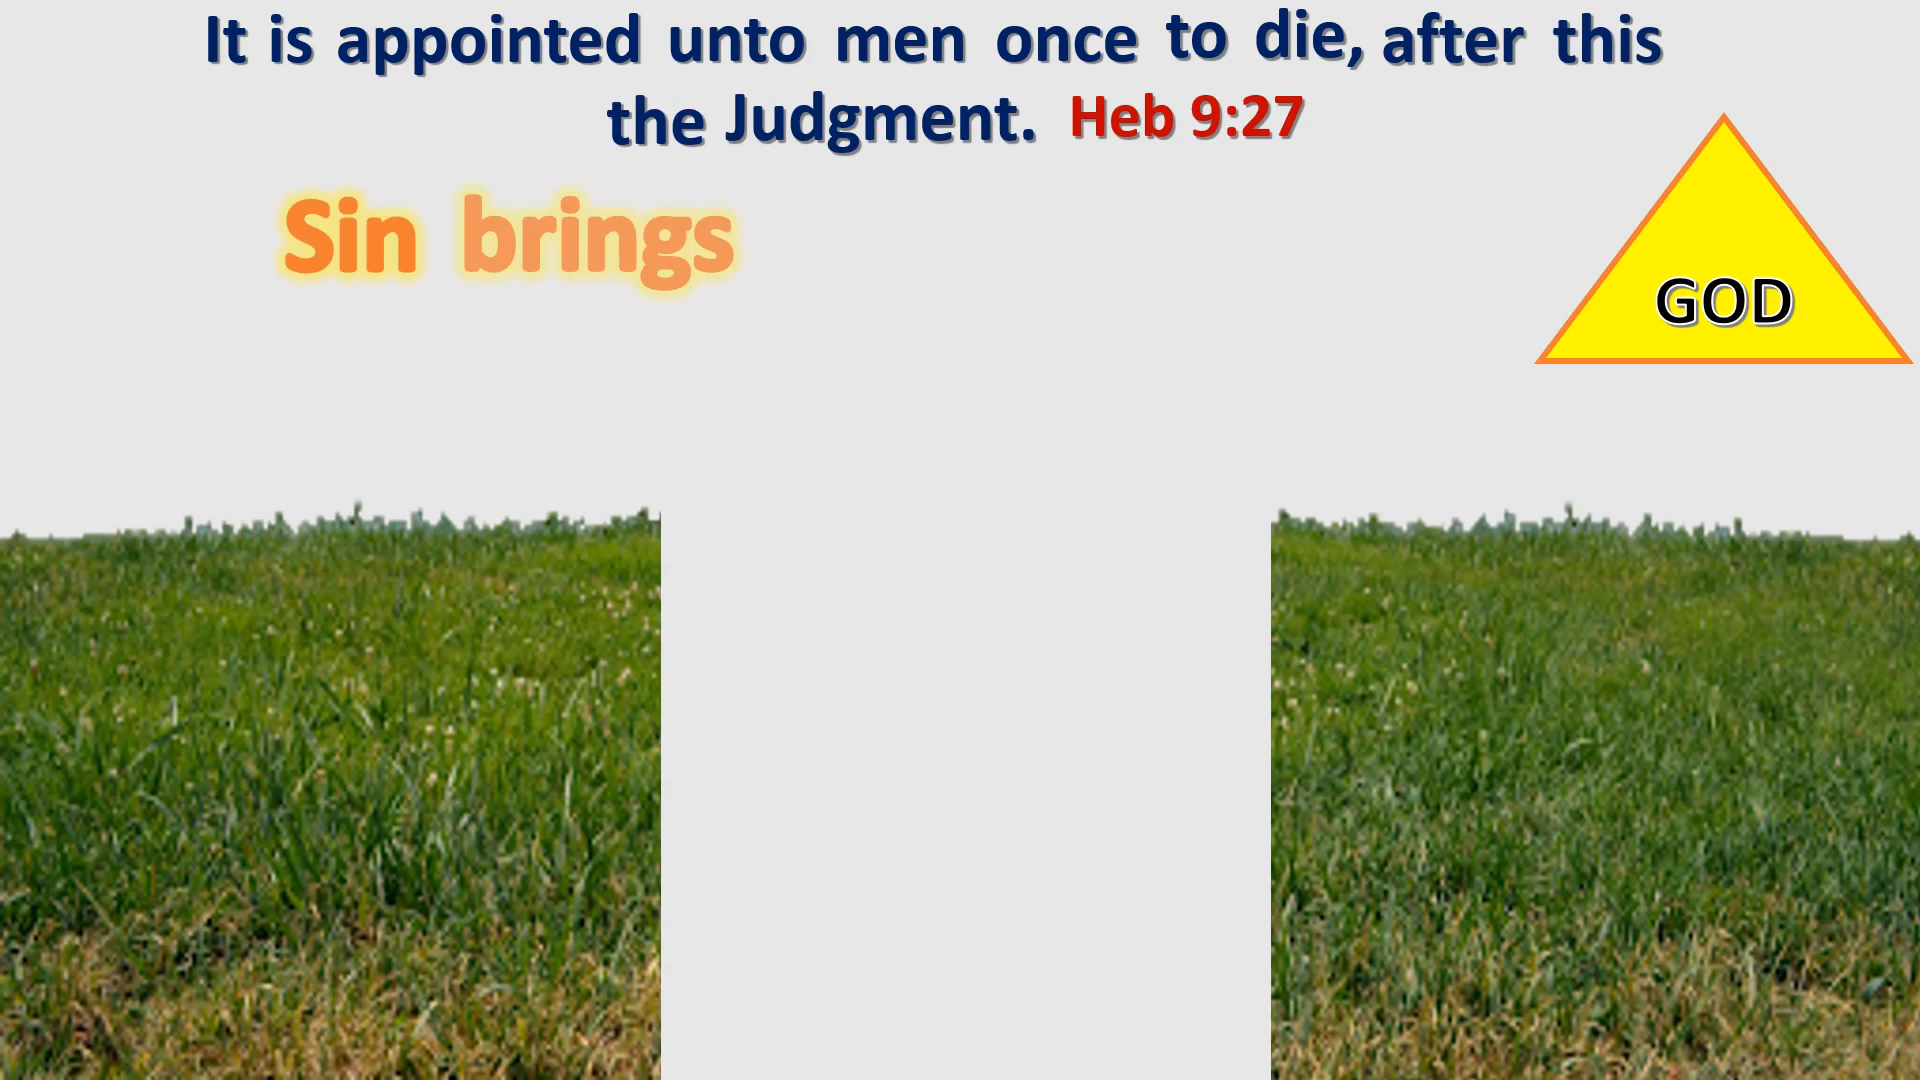 It is appointed unto men once to die, after this
the Judgment. Heb 9:27
Sin brings
GOD